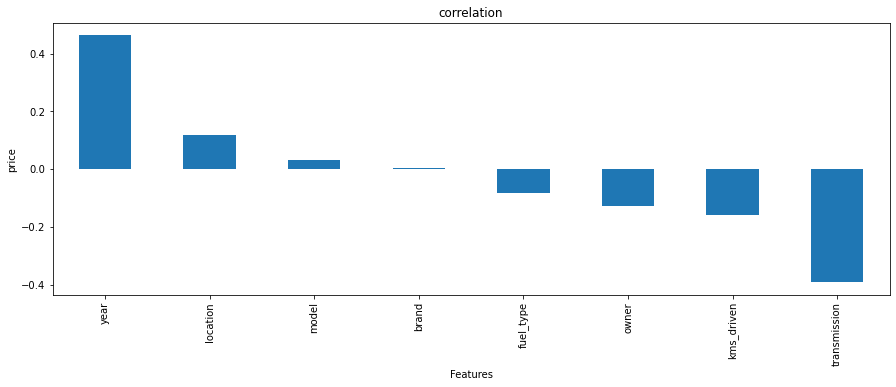 correlation
price
0.4
0.2
0.0
−0.2
−0.4
year
location
model
brand
fuel_type
owner
kms_driven
transmission
Features